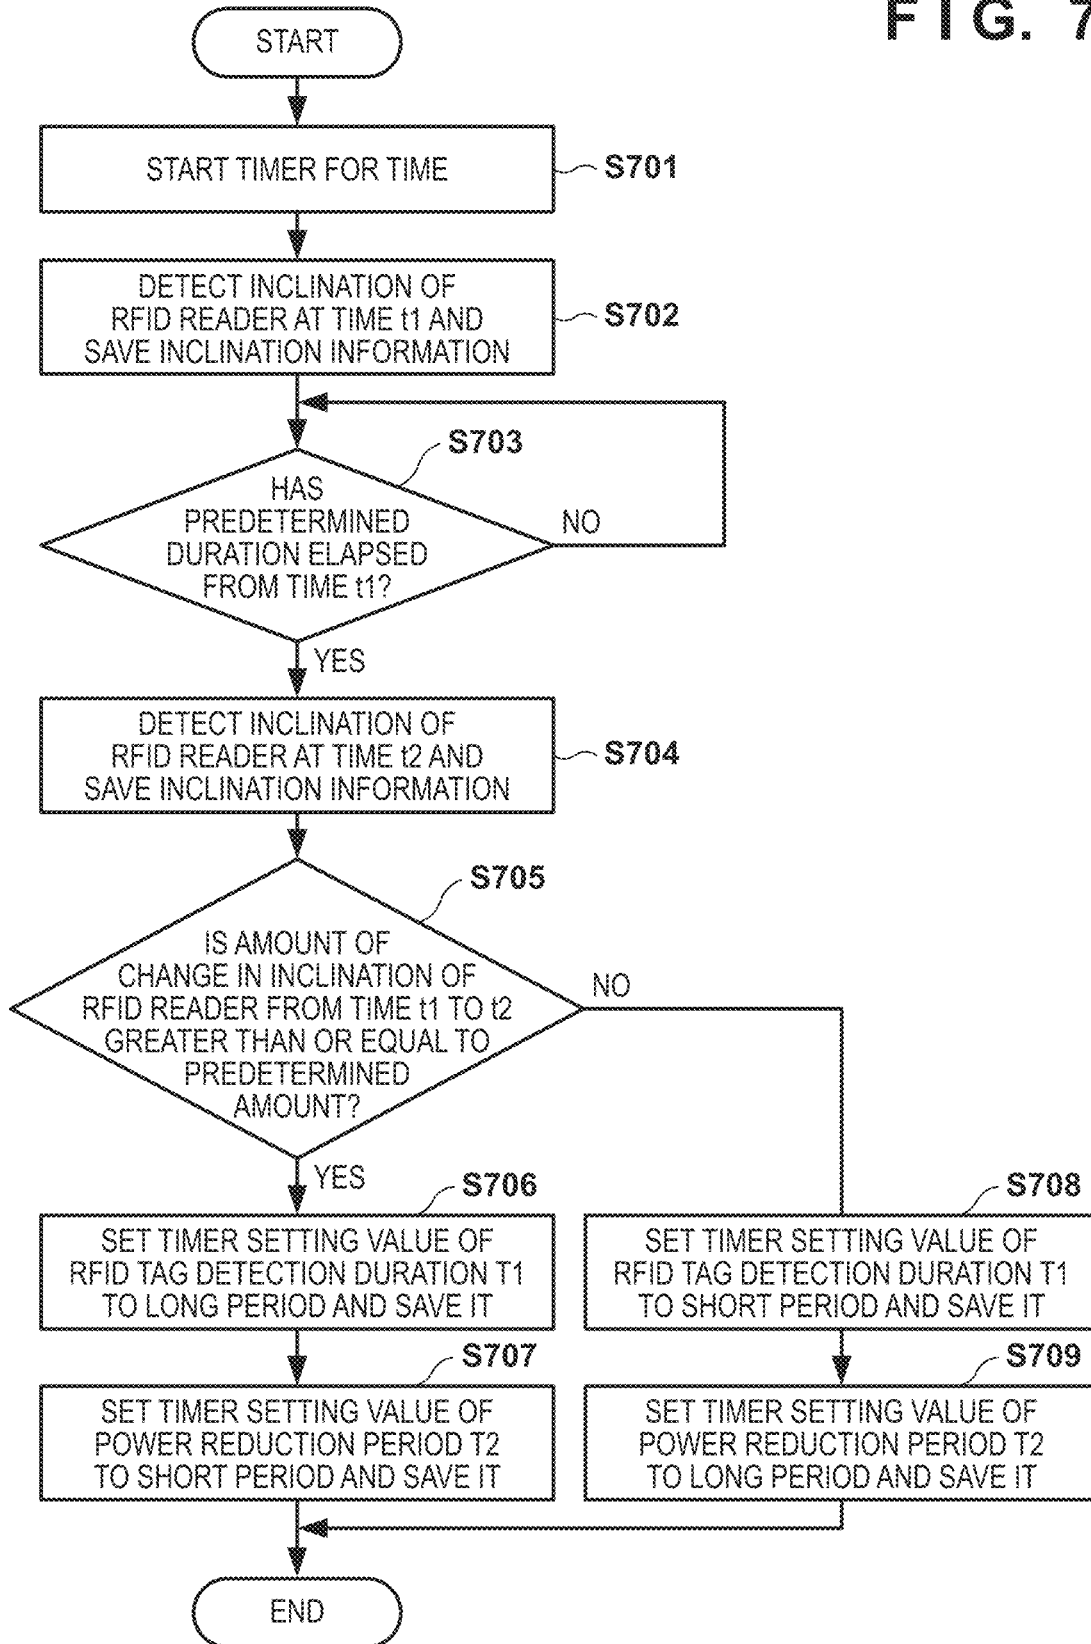 FIG. 7
START
START TIMER FOR TIME
S701
DETECT INCLINATION OF
RFID READER AT TIME t1 AND
SAVE INCLINATION INFORMATION
S702
S703
HAS
PREDETERMINED
DURATION ELAPSED
FROM TIME t1?
NO
YES
DETECT INCLINATION OF
RFID READER AT TIME t2 AND
SAVE INCLINATION INFORMATION
S704
S705
IS AMOUNT OF
CHANGE IN INCLINATION OF
RFID READER FROM TIME t1 TO t2
GREATER THAN OR EQUAL TO
PREDETERMINED
AMOUNT?
NO
YES
S706
SET TIMER SETTING VALUE OF
RFID TAG DETECTION DURATION T1
TO LONG PERIOD AND SAVE IT
S707
SET TIMER SETTING VALUE OF
POWER REDUCTION PERIOD T2
TO SHORT PERIOD AND SAVE IT
S708
SET TIMER SETTING VALUE OF
RFID TAG DETECTION DURATION T1
TO SHORT PERIOD AND SAVE IT
S709
SET TIMER SETTING VALUE OF
POWER REDUCTION PERIOD T2
TO LONG PERIOD AND SAVE IT
END